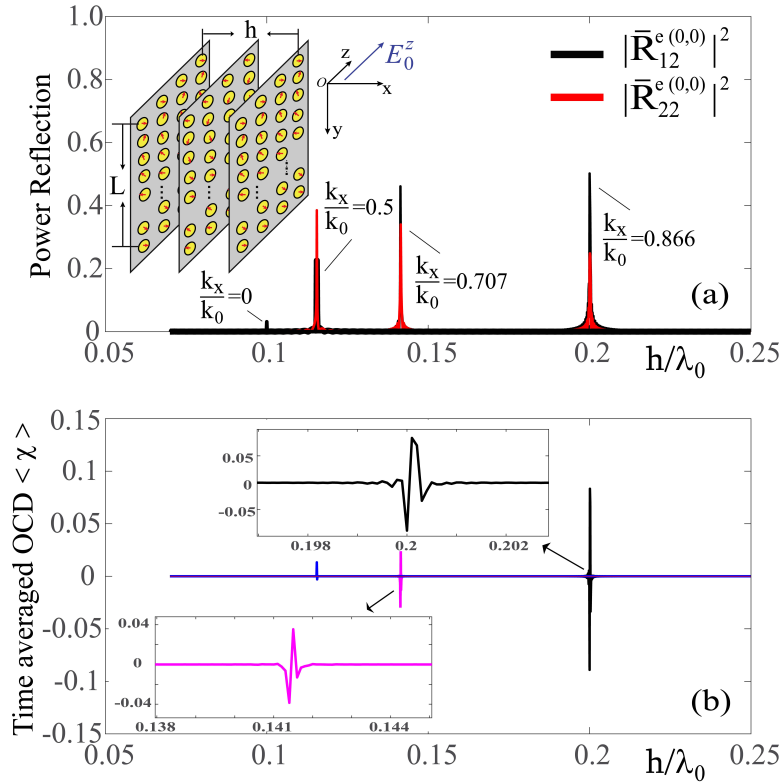 1.0
0.8
0.6
0.4
0.2
0
Power Reflection
h
L
z
O
x
y
E_0^z
|R̄_12^e (0,0)|^2
|R̄_22^e (0,0)|^2
k_x/k_0=0
k_x/k_0=0.5
k_x/k_0=0.707
k_x/k_0=0.866
(a)
0.05
0.1
0.15
0.2
0.25
h/λ_0
0.15
0.1
0.05
0
-0.05
-0.1
-0.15
Time averaged OCD < χ >
0.05
0
-0.05
0.198
0.2
0.202
0.04
0
-0.04
0.138
0.141
0.144
(b)
0.05
0.1
0.15
0.2
0.25
h/λ_0